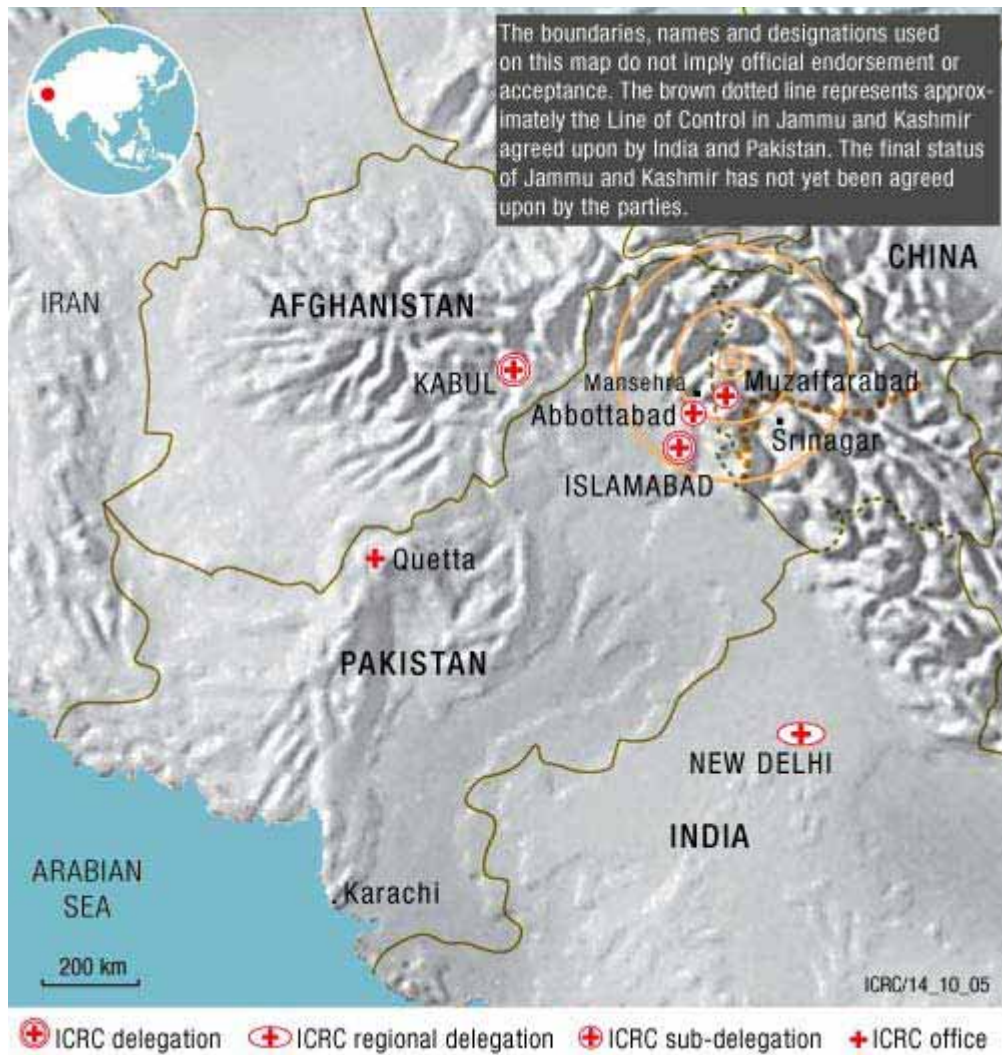 The boundaries, names and designations used
on this map do not imply official endorsement or
acceptance. The brown dotted line represents approx-
imately the Line of Control in Jammu and Kashmir
agreed upon by India and Pakistan. The final status
of Jammu and Kashmir has not yet been agreed
upon by the parties.
CHINA
IRAN
AFGHANISTAN
KABUL
Mansehra
Muzaffarabad
Abbottabad
Srinagar
ISLAMABAD
Quetta
PAKISTAN
NEW DELHI
INDIA
ARABIAN
SEA
Karachi
200 km
ICRC/14_10_05
ICRC delegation
ICRC regional delegation
ICRC sub-delegation
ICRC office